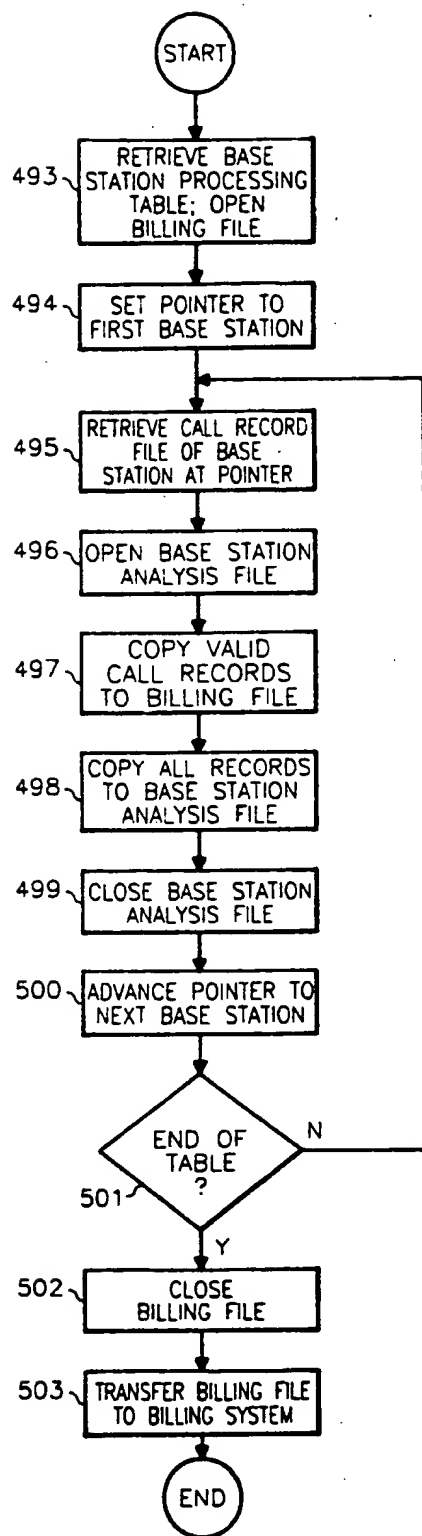 START
493
RETRIEVE BASE
STATION PROCESSING
TABLE; OPEN
BILLING FILE
494
SET POINTER TO
FIRST BASE STATION
495
RETRIEVE CALL RECORD
FILE OF BASE
STATION AT POINTER
496
OPEN BASE STATION
ANALYSIS FILE
497
COPY VALID
CALL RECORDS
TO BILLING FILE
498
COPY ALL RECORDS
TO BASE STATION
ANALYSIS FILE
499
CLOSE BASE STATION
ANALYSIS FILE
500
ADVANCE POINTER TO
NEXT BASE STATION
END OF
TABLE
?
N
501
Y
502
CLOSE
BILLING FILE
503
TRANSFER BILLING FILE
TO BILLING SYSTEM
END